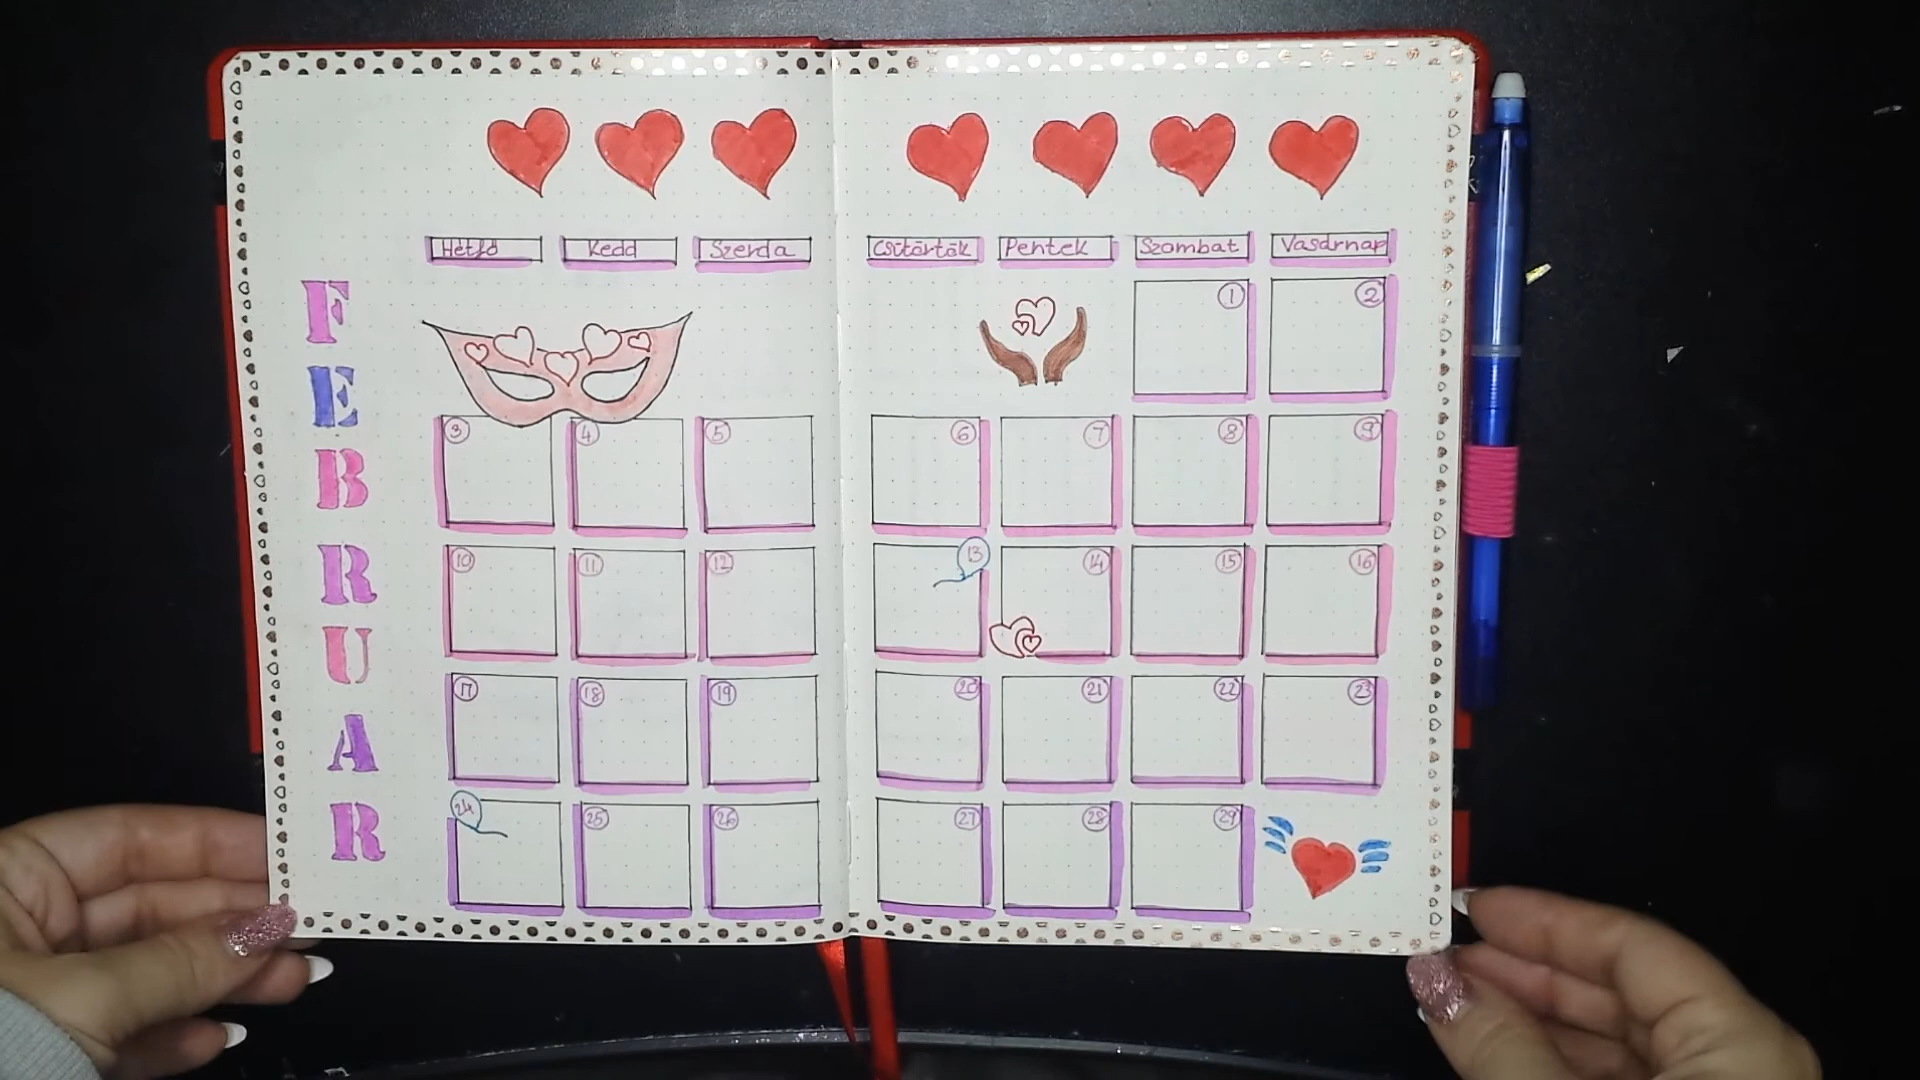 Hétfő Kedd Szerda Csütörtök Pentek Szombat Vasárnap
FEBRUAR
1 2
3 4 5 6 7 8 9
10 11 12 13 14 15 16
17 18 19 20 21 22 23
24 25 26 27 28 29